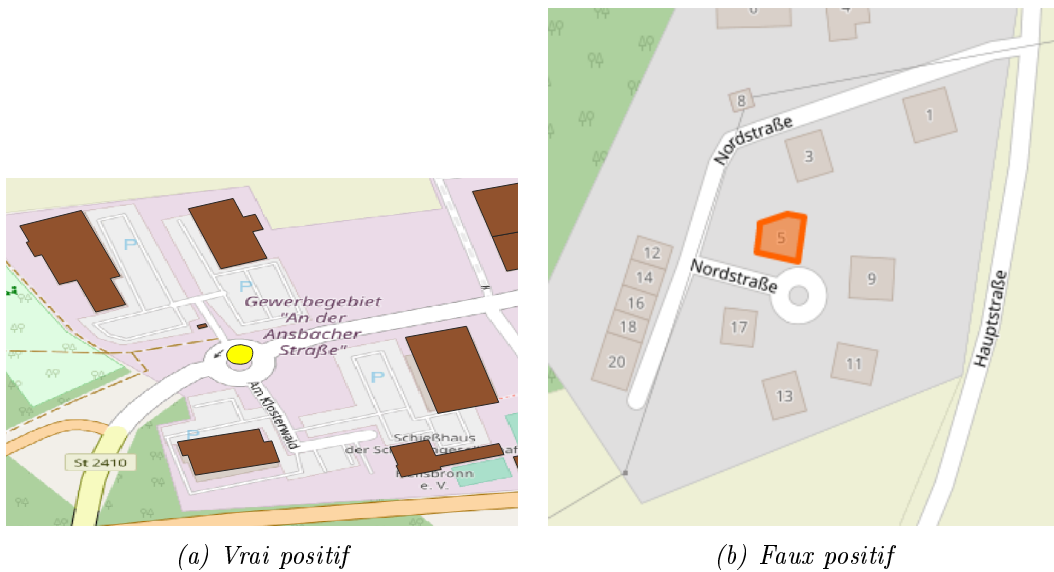 P
P
Gewerbegebiet
"An der
Ansbacher
Straße"
P
Am Klosterwald
P
Schießhaus
St 2410
e. V.
6
4
8
1
Nordstraße
3
5
12
Nordstraße
14
9
16
18
17
20
11
13
Hauptstraße
(a) Vrai positif
(b) Faux positif